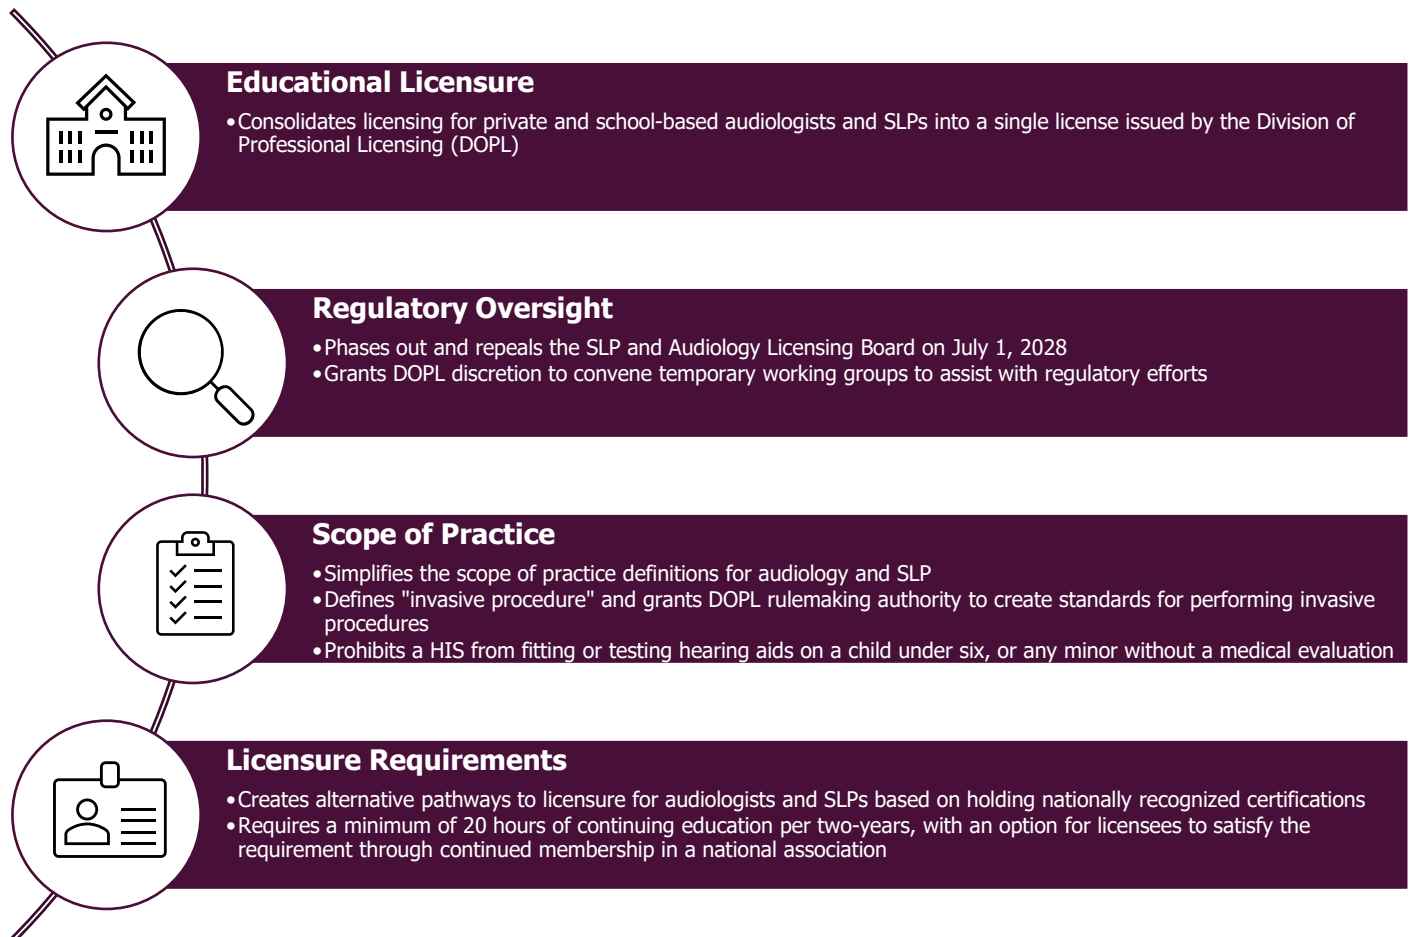 Educational Licensure
•Consolidates licensing for private and school-based audiologists and SLPs into a single license issued by the Division of
Professional Licensing (DOPL)
Regulatory Oversight
•Phases out and repeals the SLP and Audiology Licensing Board on July 1, 2028
•Grants DOPL discretion to convene temporary working groups to assist with regulatory efforts
Scope of Practice
•Simplifies the scope of practice definitions for audiology and SLP
•Defines "invasive procedure" and grants DOPL rulemaking authority to create standards for performing invasive
procedures
•Prohibits a HIS from fitting or testing hearing aids on a child under six, or any minor without a medical evaluation
Licensure Requirements
•Creates alternative pathways to licensure for audiologists and SLPs based on holding nationally recognized certifications
•Requires a minimum of 20 hours of continuing education per two-years, with an option for licensees to satisfy the
requirement through continued membership in a national association